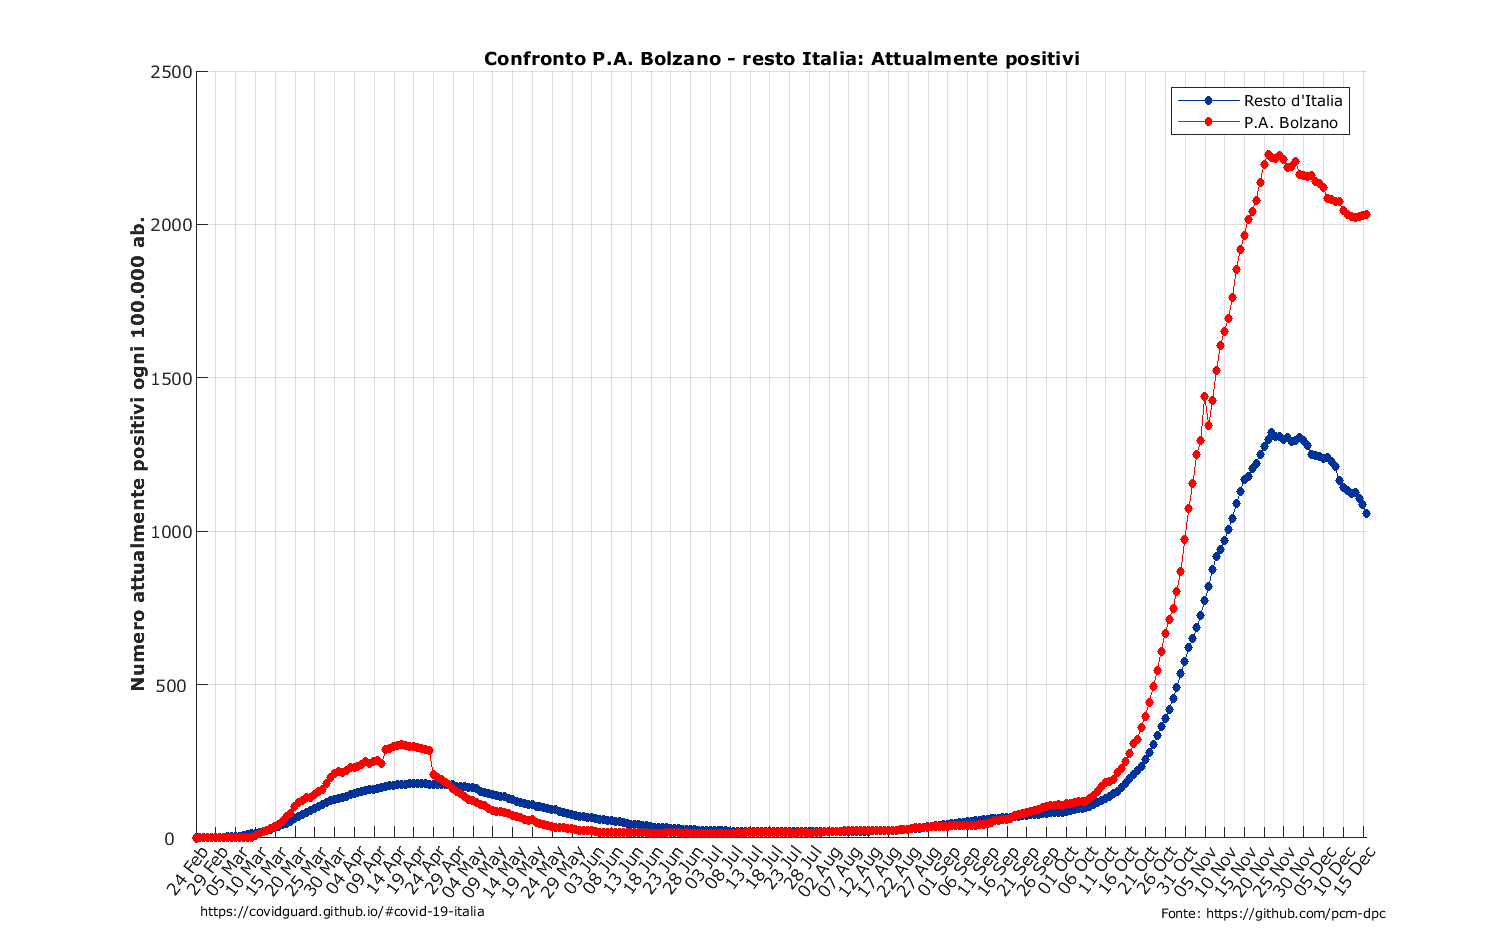 Confronto P.A. Bolzano - resto Italia: Attualmente positivi
Resto d'Italia
P.A. Bolzano
Numero attualmente positivi ogni 100.000 ab.
2500
2000
1500
1000
500
0
24 Feb
29 Feb
05 Mar
10 Mar
15 Mar
20 Mar
25 Mar
30 Mar
04 Apr
09 Apr
14 Apr
19 Apr
24 Apr
29 Apr
04 May
09 May
14 May
19 May
24 May
29 May
03 Jun
08 Jun
13 Jun
18 Jun
23 Jun
28 Jun
03 Jul
08 Jul
13 Jul
18 Jul
23 Jul
28 Jul
02 Aug
07 Aug
12 Aug
17 Aug
22 Aug
27 Aug
01 Sep
06 Sep
11 Sep
16 Sep
21 Sep
26 Sep
01 Oct
06 Oct
11 Oct
16 Oct
21 Oct
26 Oct
31 Oct
05 Nov
10 Nov
15 Nov
20 Nov
25 Nov
30 Nov
05 Dec
10 Dec
15 Dec
https://covidguard.github.io/#covid-19-italia
Fonte: https://github.com/pcm-dpc